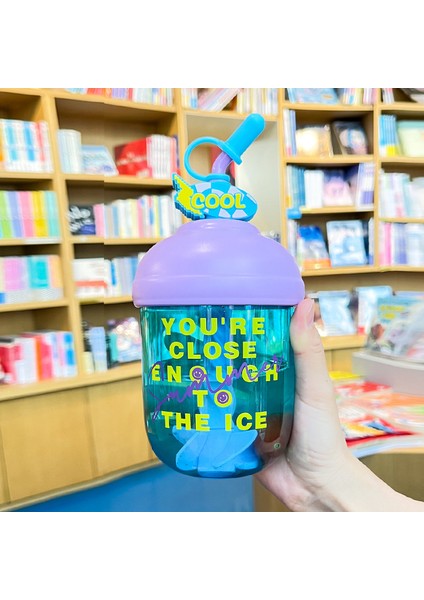 COOL
YOU'RE
CLOSE
ENOUGH
TO
THE ICE